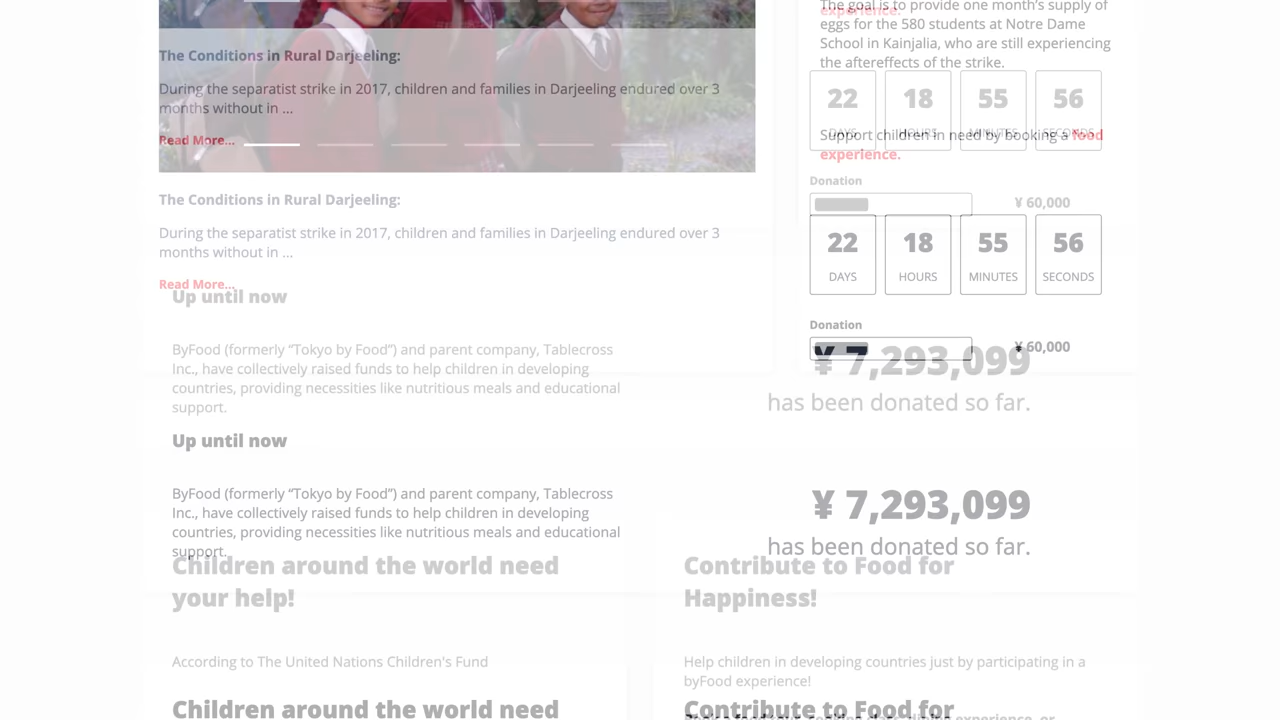 The Conditions in Rural Darjeeling:
During the separatist strike in 2017, children and families in Darjeeling endured over 3
months without in ...
Read More...
The Conditions in Rural Darjeeling:
During the separatist strike in 2017, children and families in Darjeeling endured over 3
months without in ...
Read More...
experience.
The goal is to provide one month's supply of
eggs for the 580 students at Notre Dame
School in Kainjalia, who are still experiencing
the aftereffects of the strike.
22 18 55 56
DAYS HOURS MINUTES SECONDS
Support children in need by booking a food
experience.
Donation
¥ 60,000
22 18 55 56
DAYS HOURS MINUTES SECONDS
Donation
¥ 60,000
Up until now
ByFood (formerly “Tokyo by Food”) and parent company, Tablecross
Inc., have collectively raised funds to help children in developing
countries, providing necessities like nutritious meals and educational
support.
¥ 7,293,099
has been donated so far.
Up until now
ByFood (formerly “Tokyo by Food”) and parent company, Tablecross
Inc., have collectively raised funds to help children in developing
countries, providing necessities like nutritious meals and educational
support.
¥ 7,293,099
has been donated so far.
Children around the world need
your help!
According to The United Nations Children's Fund
Children around the world need
Contribute to Food for
Happiness!
Help children in developing countries just by participating in a
byFood experience!
Contribute to Food for